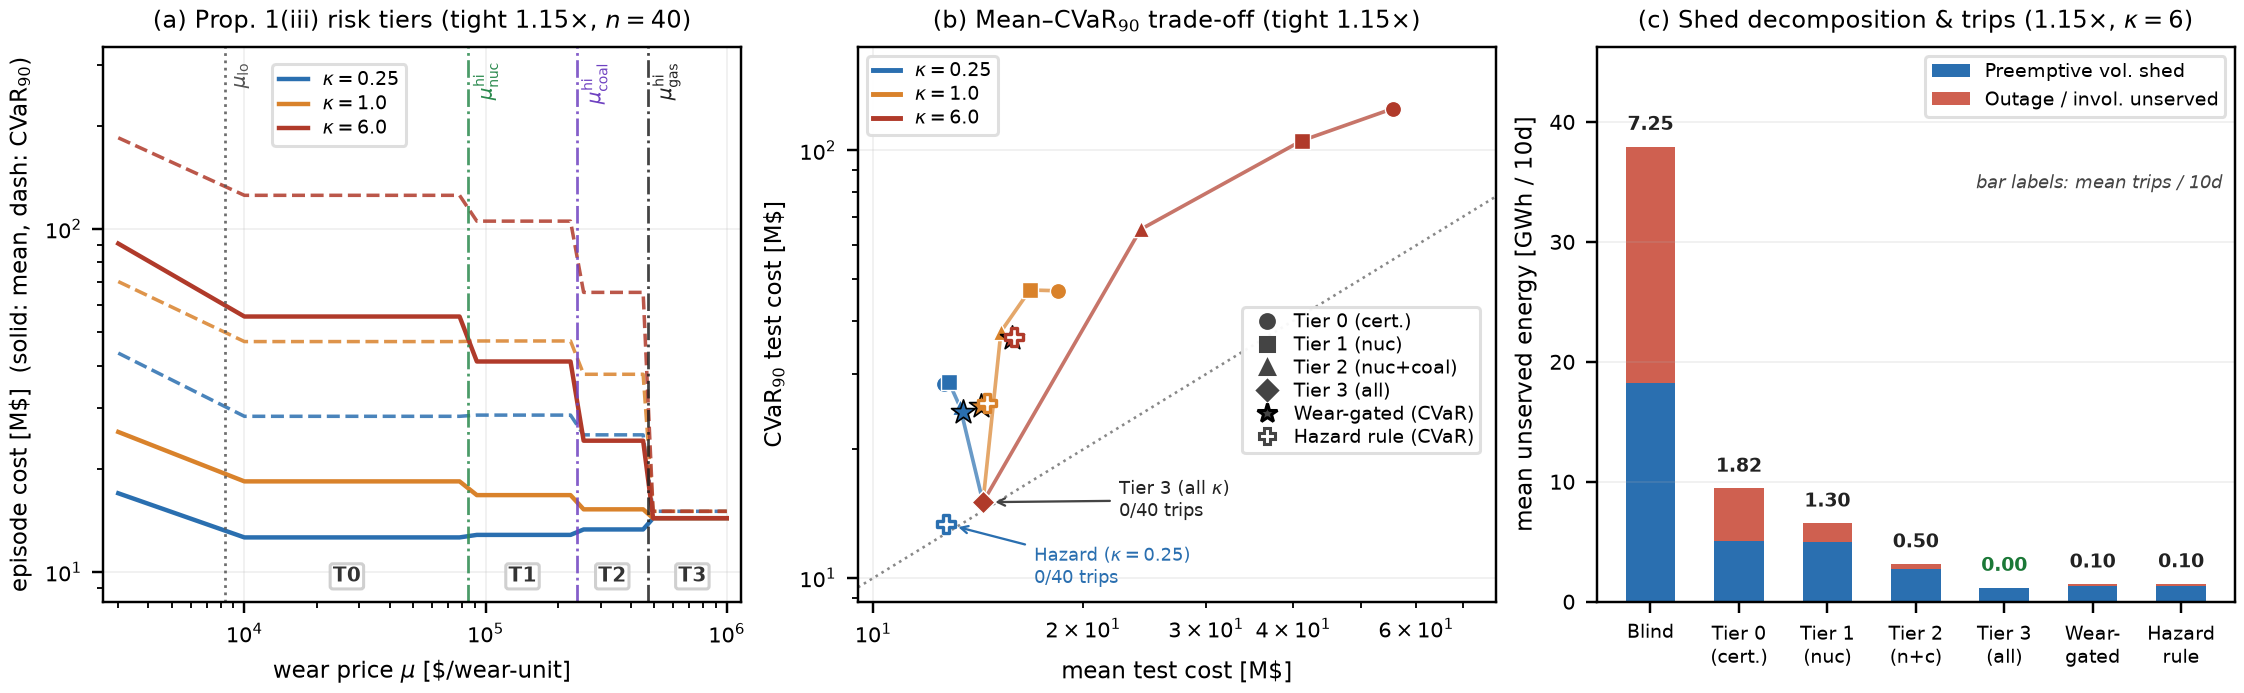 (a) Prop. 1(iii) risk tiers (tight 1.15×, n = 40)
episode cost [M$] (solid: mean, dash: CVaR₉₀)
10²
10¹
μ_lo
μ^hi_nuc
μ^hi_coal
μ^hi_gas
κ = 0.25
κ = 1.0
κ = 6.0
T0
T1
T2
T3
10⁴
10⁵
10⁶
wear price μ [$/wear-unit]
(b) Mean–CVaR₉₀ trade-off (tight 1.15×)
CVaR₉₀ test cost [M$]
10²
10¹
κ = 0.25
κ = 1.0
κ = 6.0
Tier 0 (cert.)
Tier 1 (nuc)
Tier 2 (nuc+coal)
Tier 3 (all)
Wear-gated (CVaR)
Hazard rule (CVaR)
Tier 3 (all κ)
0/40 trips
Hazard (κ = 0.25)
0/40 trips
10¹
2 × 10¹
3 × 10¹
4 × 10¹
6 × 10¹
mean test cost [M$]
(c) Shed decomposition & trips (1.15×, κ = 6)
mean unserved energy [GWh / 10d]
40
30
20
10
0
Preemptive vol. shed
Outage / invol. unserved
bar labels: mean trips / 10d
7.25
1.82
1.30
0.50
0.00
0.10
0.10
Blind
Tier 0
(cert.)
Tier 1
(nuc)
Tier 2
(n+c)
Tier 3
(all)
Wear-
gated
Hazard
rule